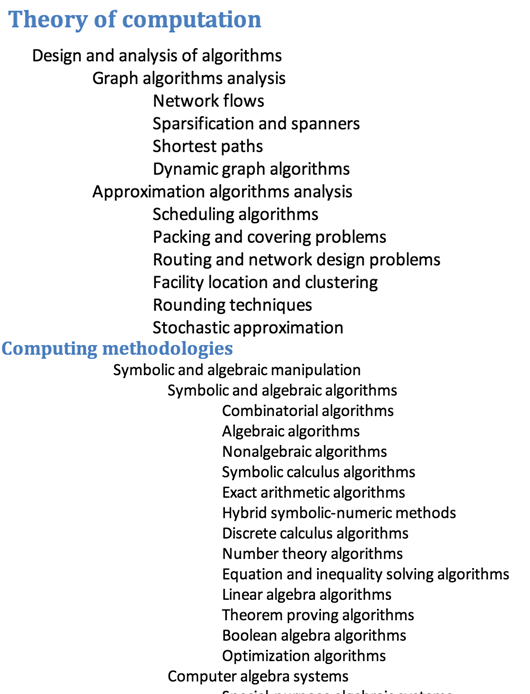 Theory of computation
Design and analysis of algorithms
Graph algorithms analysis
Network flows
Sparsification and spanners
Shortest paths
Dynamic graph algorithms
Approximation algorithms analysis
Scheduling algorithms
Packing and covering problems
Routing and network design problems
Facility location and clustering
Rounding techniques
Stochastic approximation
Computing methodologies
Symbolic and algebraic manipulation
Symbolic and algebraic algorithms
Combinatorial algorithms
Algebraic algorithms
Nonalgebraic algorithms
Symbolic calculus algorithms
Exact arithmetic algorithms
Hybrid symbolic-numeric methods
Discrete calculus algorithms
Number theory algorithms
Equation and inequality solving algorithms
Linear algebra algorithms
Theorem proving algorithms
Boolean algebra algorithms
Optimization algorithms
Computer algebra systems